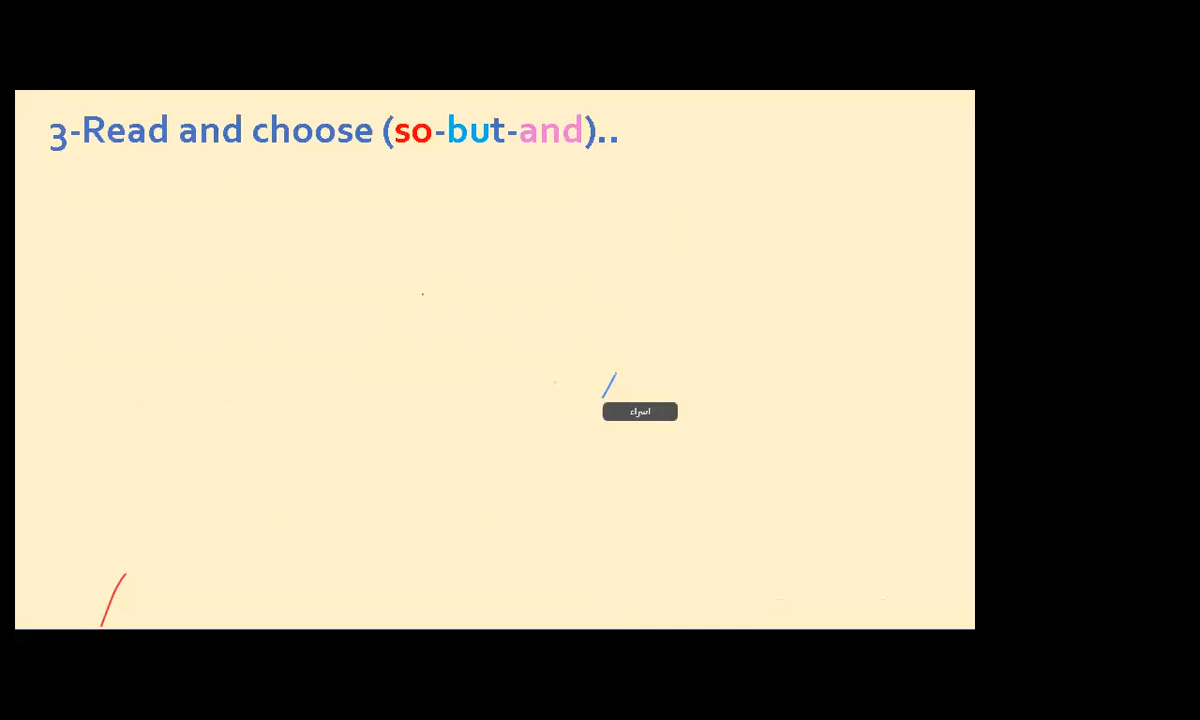 3-Read and choose (so-but-and)..
اسراء